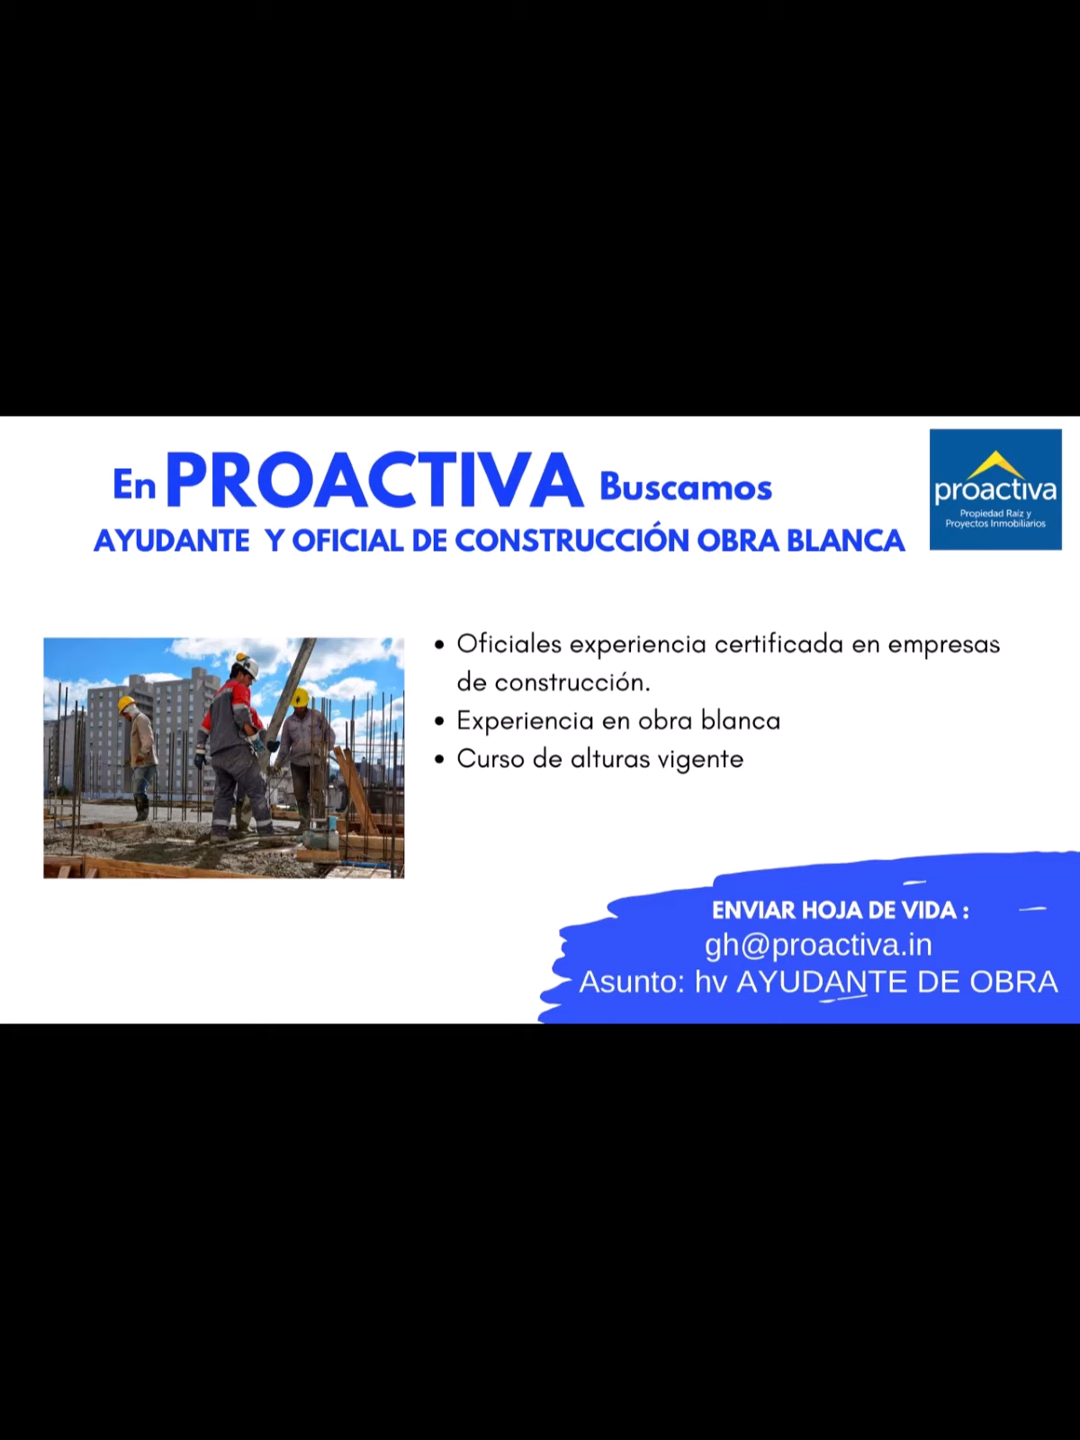 En PROACTIVA Buscamos
AYUDANTE Y OFICIAL DE CONSTRUCCIÓN OBRA BLANCA
proactiva
Propiedad Raíz y
Proyectos Inmobiliarios
• Oficiales experiencia certificada en empresas
de construcción.
• Experiencia en obra blanca
• Curso de alturas vigente
ENVIAR HOJA DE VIDA :
gh@proactiva.in
Asunto: hv AYUDANTE DE OBRA